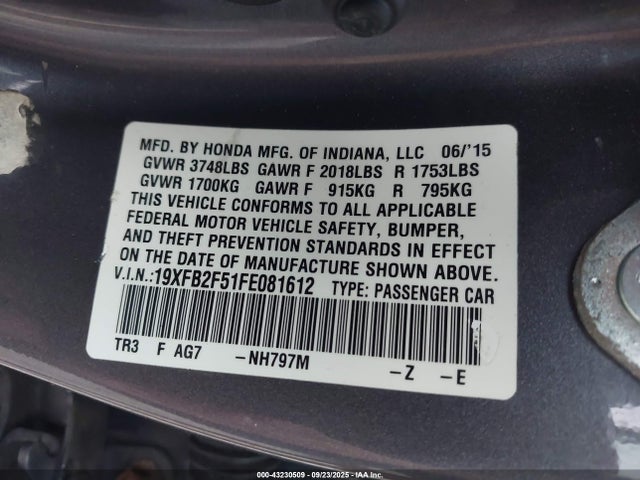 MFD. BY HONDA MFG. OF INDIANA, LLC 06/'15
GVWR 3748LBS GAWR F 2018LBS R 1753LBS
GVWR 1700KG GAWR F 915KG R 795KG
THIS VEHICLE CONFORMS TO ALL APPLICABLE
FEDERAL MOTOR VEHICLE SAFETY, BUMPER,
AND THEFT PREVENTION STANDARDS IN EFFECT
ON THE DATE OF MANUFACTURE SHOWN ABOVE.
V.I.N.:19XFB2F51FE081612 TYPE: PASSENGER CAR
TR3 F AG7 –NH797M –Z –E
000-43230509 - 09/23/2025 - IAAI.COM